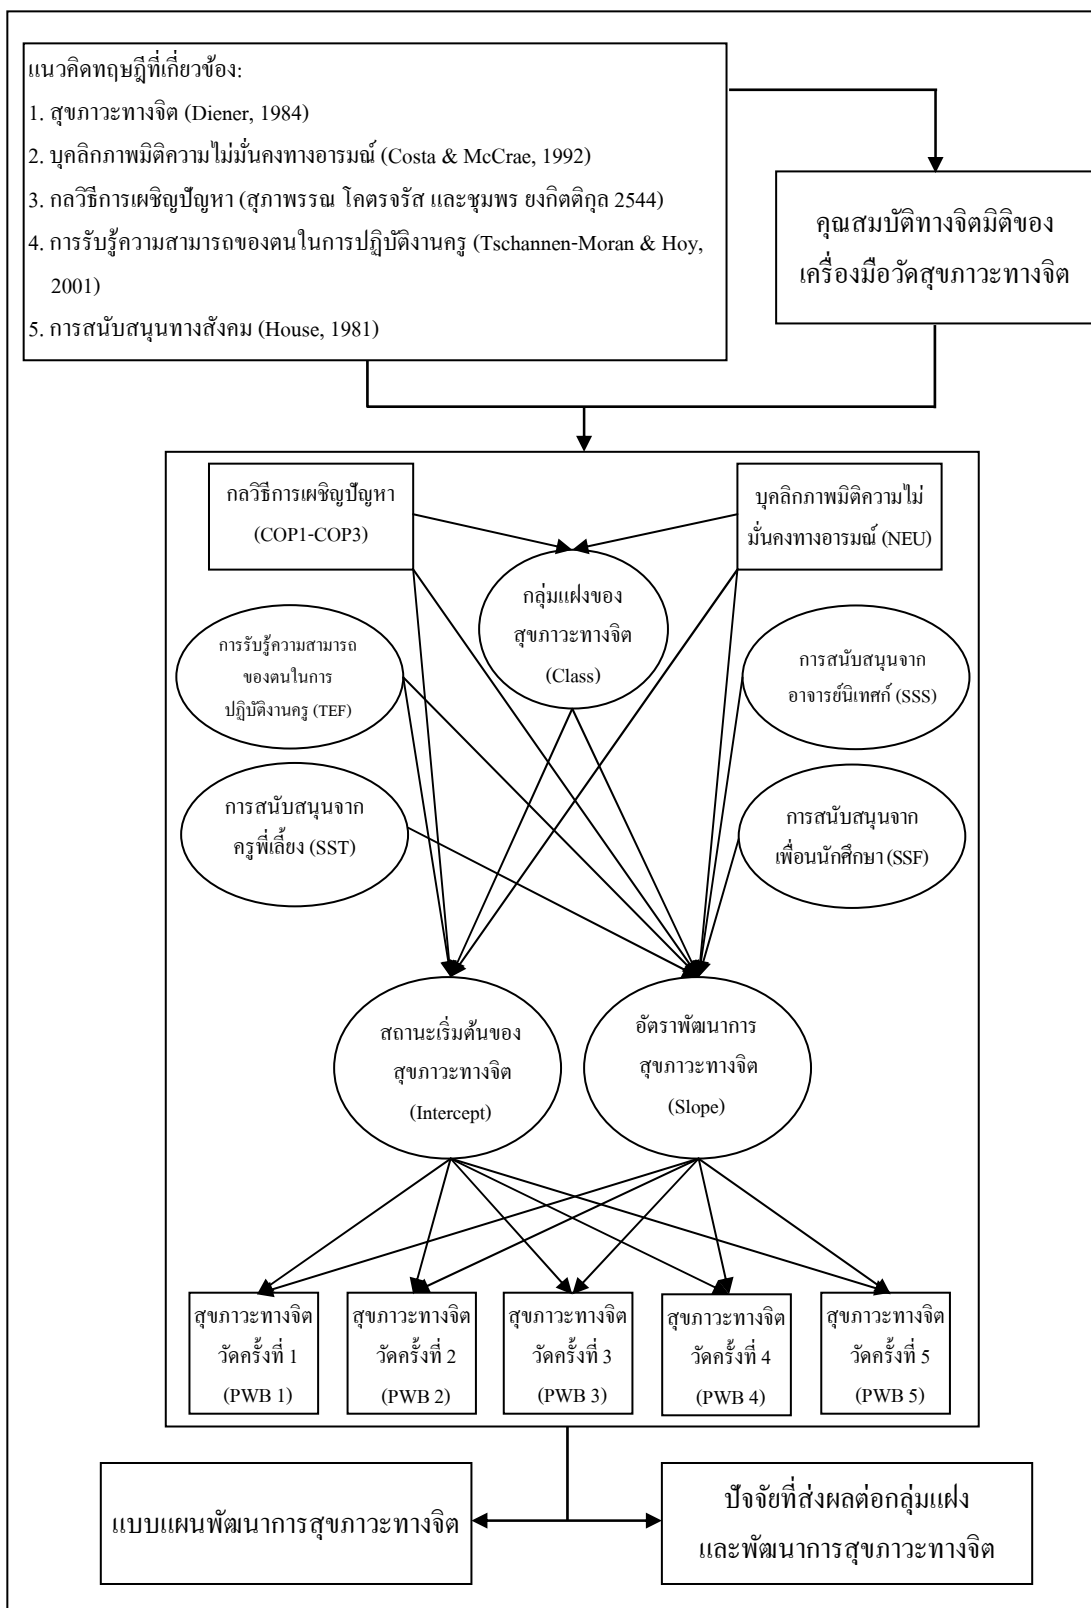 แนวคิดทฤษฎีที่เกี่ยวข้อง:
1. สุขภาวะทางจิต (Diener, 1984)
2. บุคลิกภาพมิติความไม่มั่นคงทางอารมณ์ (Costa & McCrae, 1992)
3. กลวิธีการเผชิญปัญหา (สุภาพรรณ โคตรจรัส และชุมพร ยงกิตติกุล 2544)
4. การรับรู้ความสามารถของตนในการปฏิบัติงานครู (Tschannen-Moran & Hoy,
2001)
5. การสนับสนุนทางสังคม (House, 1981)
คุณสมบัติทางจิตมิติของ
เครื่องมือวัดสุขภาวะทางจิต
กลวิธีการเผชิญปัญหา
(COP1-COP3)
บุคลิกภาพมิติความไม่
มั่นคงทางอารมณ์ (NEU)
กลุ่มแฝงของ
สุขภาวะทางจิต
(Class)
การรับรู้ความสามารถ
ของตนในการ
ปฏิบัติงานครู (TEF)
การสนับสนุนจาก
อาจารย์นิเทศก์ (SSS)
การสนับสนุนจาก
ครูพี่เลี้ยง (SST)
การสนับสนุนจาก
เพื่อนนักศึกษา (SSF)
สถานะเริ่มต้นของ
สุขภาวะทางจิต
(Intercept)
อัตราพัฒนาการ
สุขภาวะทางจิต
(Slope)
สุขภาวะทางจิต
วัดครั้งที่ 1
(PWB 1)
สุขภาวะทางจิต
วัดครั้งที่ 2
(PWB 2)
สุขภาวะทางจิต
วัดครั้งที่ 3
(PWB 3)
สุขภาวะทางจิต
วัดครั้งที่ 4
(PWB 4)
สุขภาวะทางจิต
วัดครั้งที่ 5
(PWB 5)
แบบแผนพัฒนาการสุขภาวะทางจิต
ปัจจัยที่ส่งผลต่อกลุ่มแฝง
และพัฒนาการสุขภาวะทางจิต